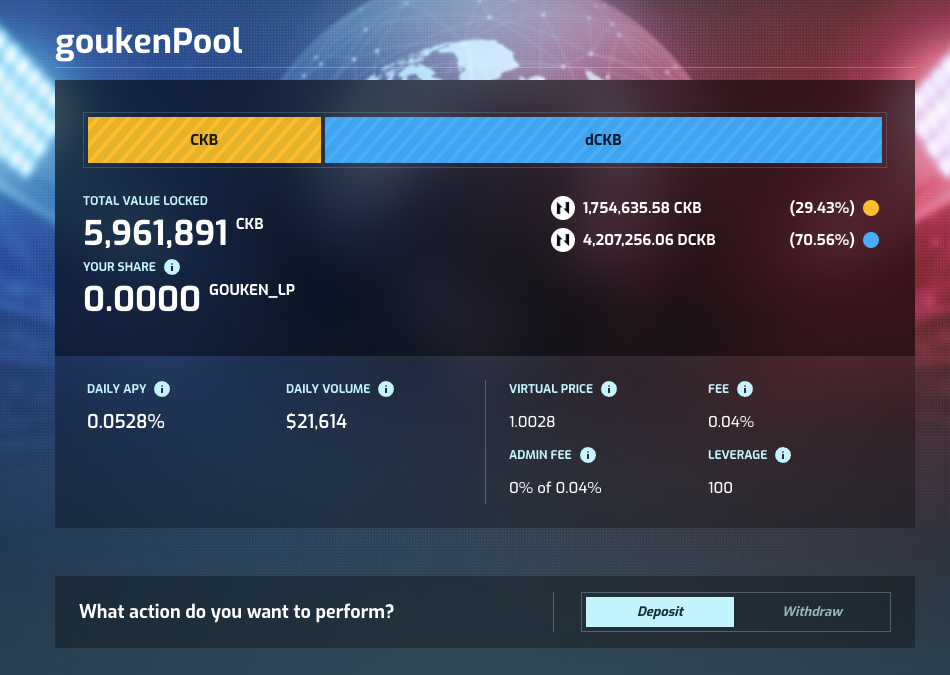 goukenPool
CKB
dCKB
TOTAL VALUE LOCKED
5,961,891 CKB
YOUR SHARE i
0.0000 GOUKEN_LP
1,754,635.58 CKB (29.43%)
4,207,256.06 DCKB (70.56%)
DAILY APY i
0.0528%
DAILY VOLUME i
$21,614
VIRTUAL PRICE i
1.0028
FEE i
0.04%
ADMIN FEE i
0% of 0.04%
LEVERAGE i
100
What action do you want to perform?
Deposit
Withdraw